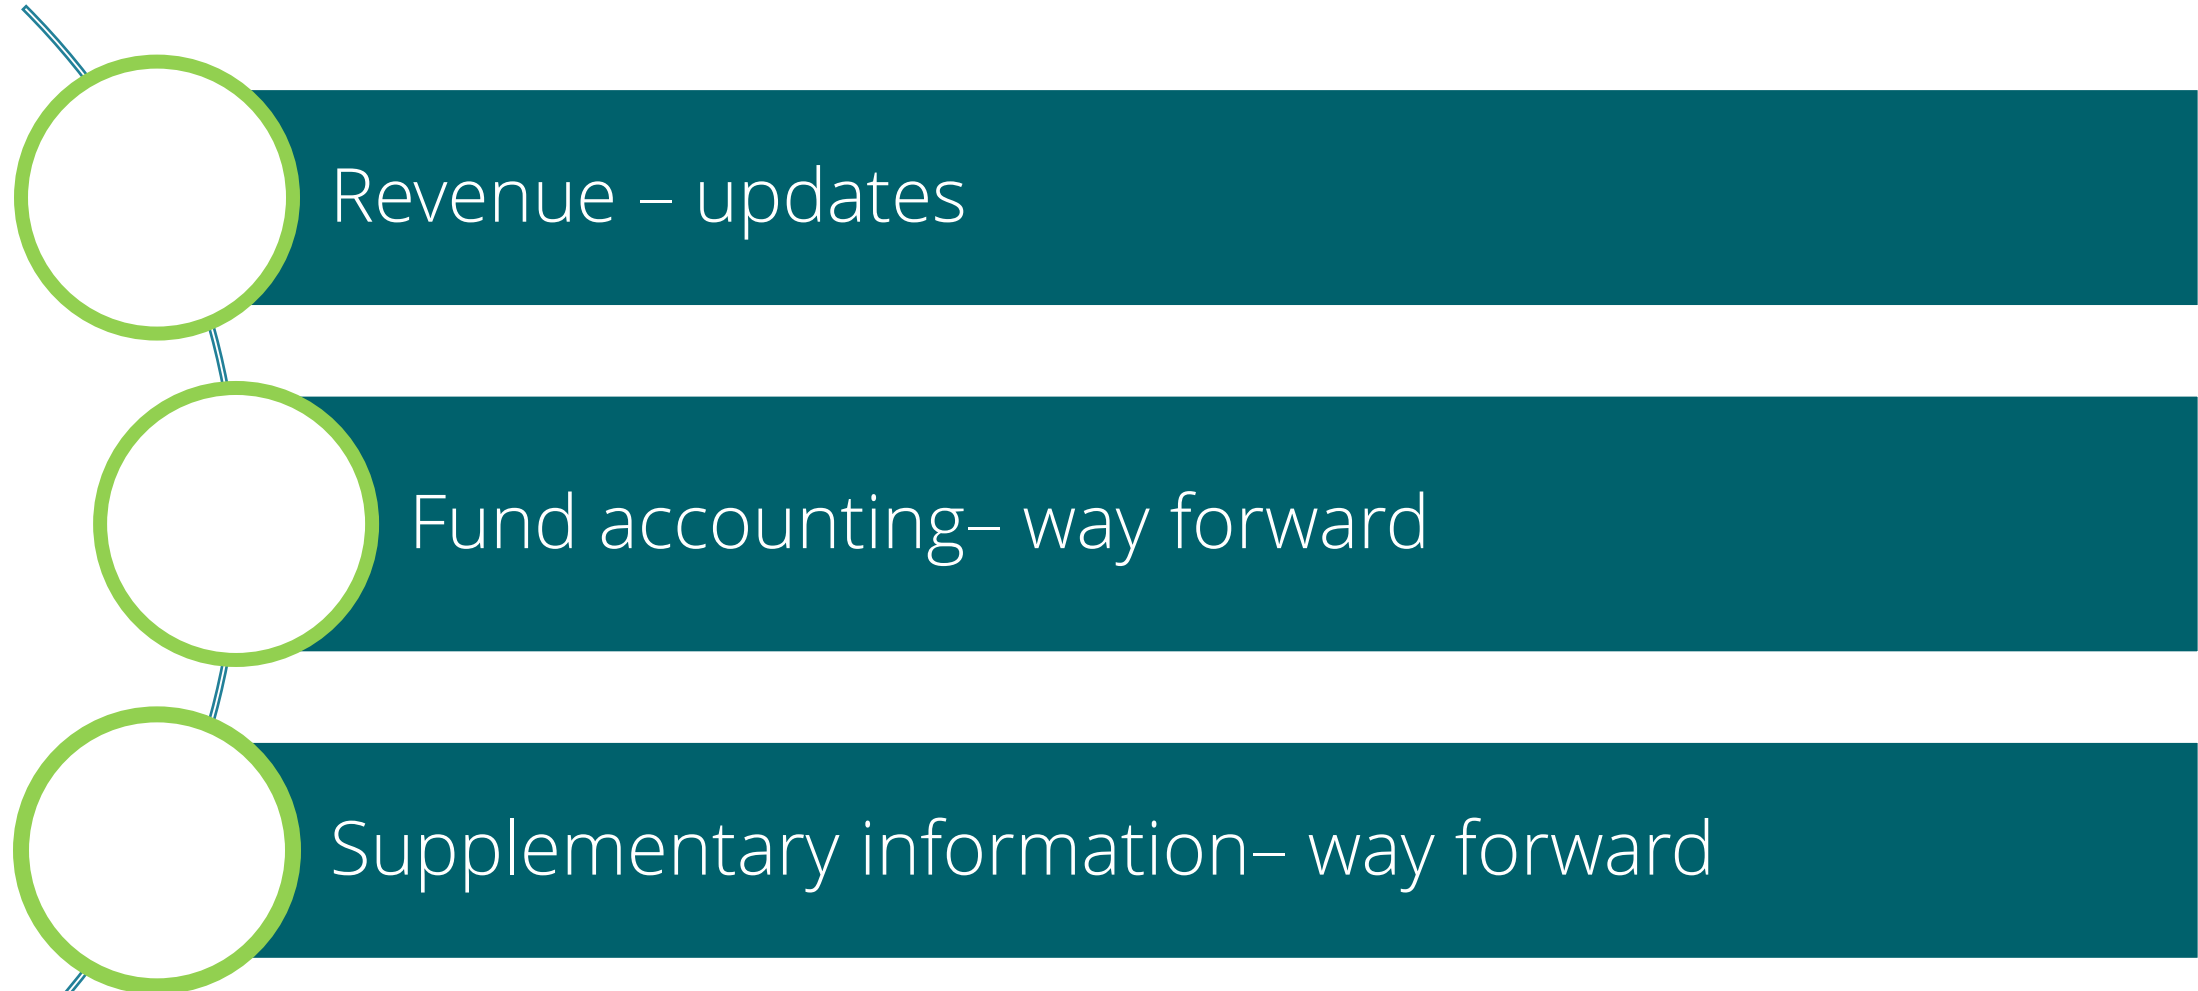 Revenue – updates
Fund accounting– way forward
Supplementary information– way forward